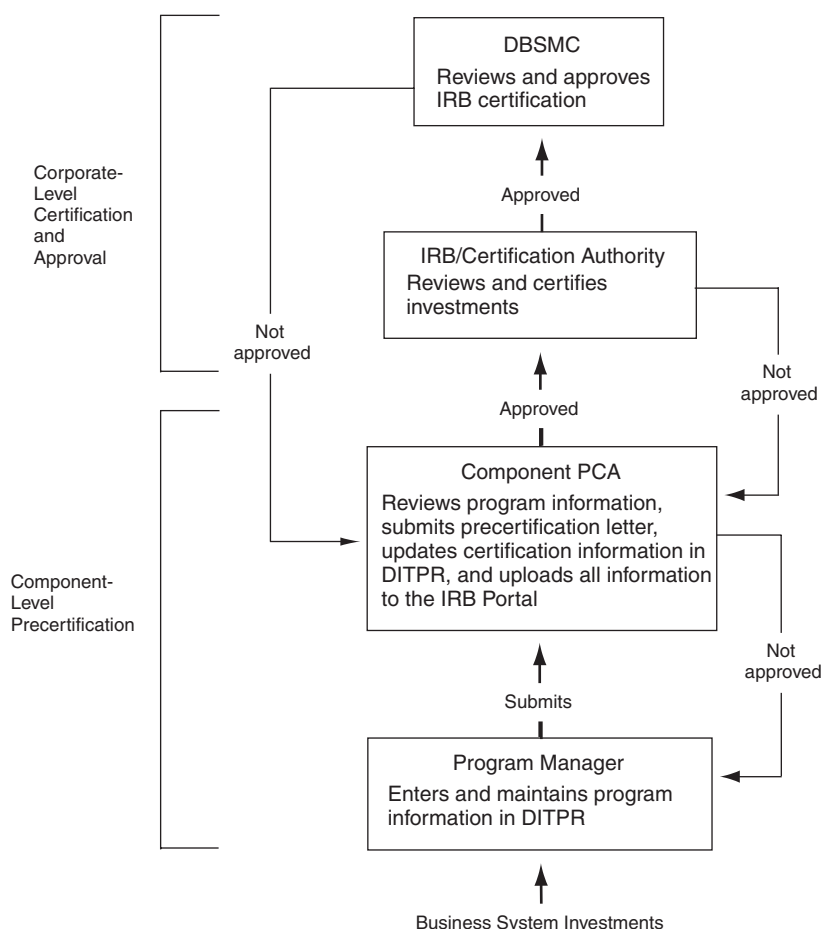 DBSMC
Reviews and approves
IRB certification
Corporate-
Level
Certification
and
Approval
Approved
IRB/Certification Authority
Reviews and certifies
investments
Not
approved
Not
approved
Approved
Component PCA
Reviews program information,
submits precertification letter,
updates certification information in
DITPR, and uploads all information
to the IRB Portal
Component-
Level
Precertification
Not
approved
Submits
Program Manager
Enters and maintains program
information in DITPR
Business System Investments